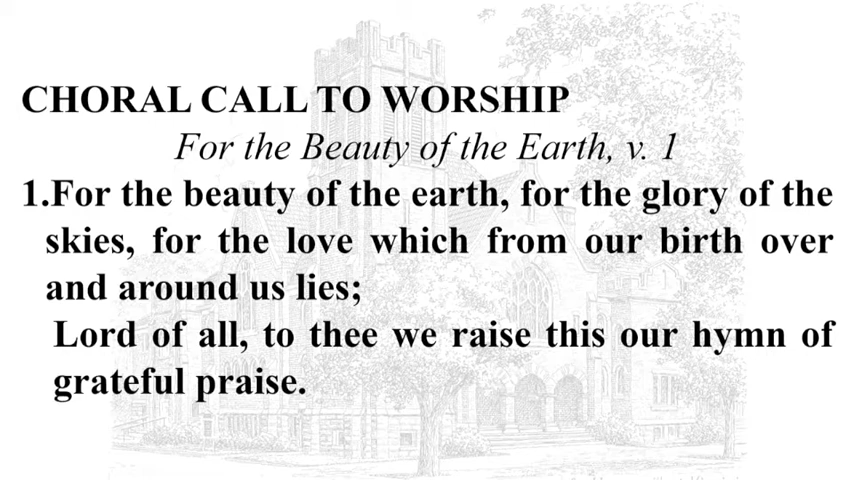 CHORAL CALL TO WORSHIP
For the Beauty of the Earth, v. 1
1.For the beauty of the earth, for the glory of the
skies, for the love which from our birth over
and around us lies;
Lord of all, to thee we raise this our hymn of
grateful praise.